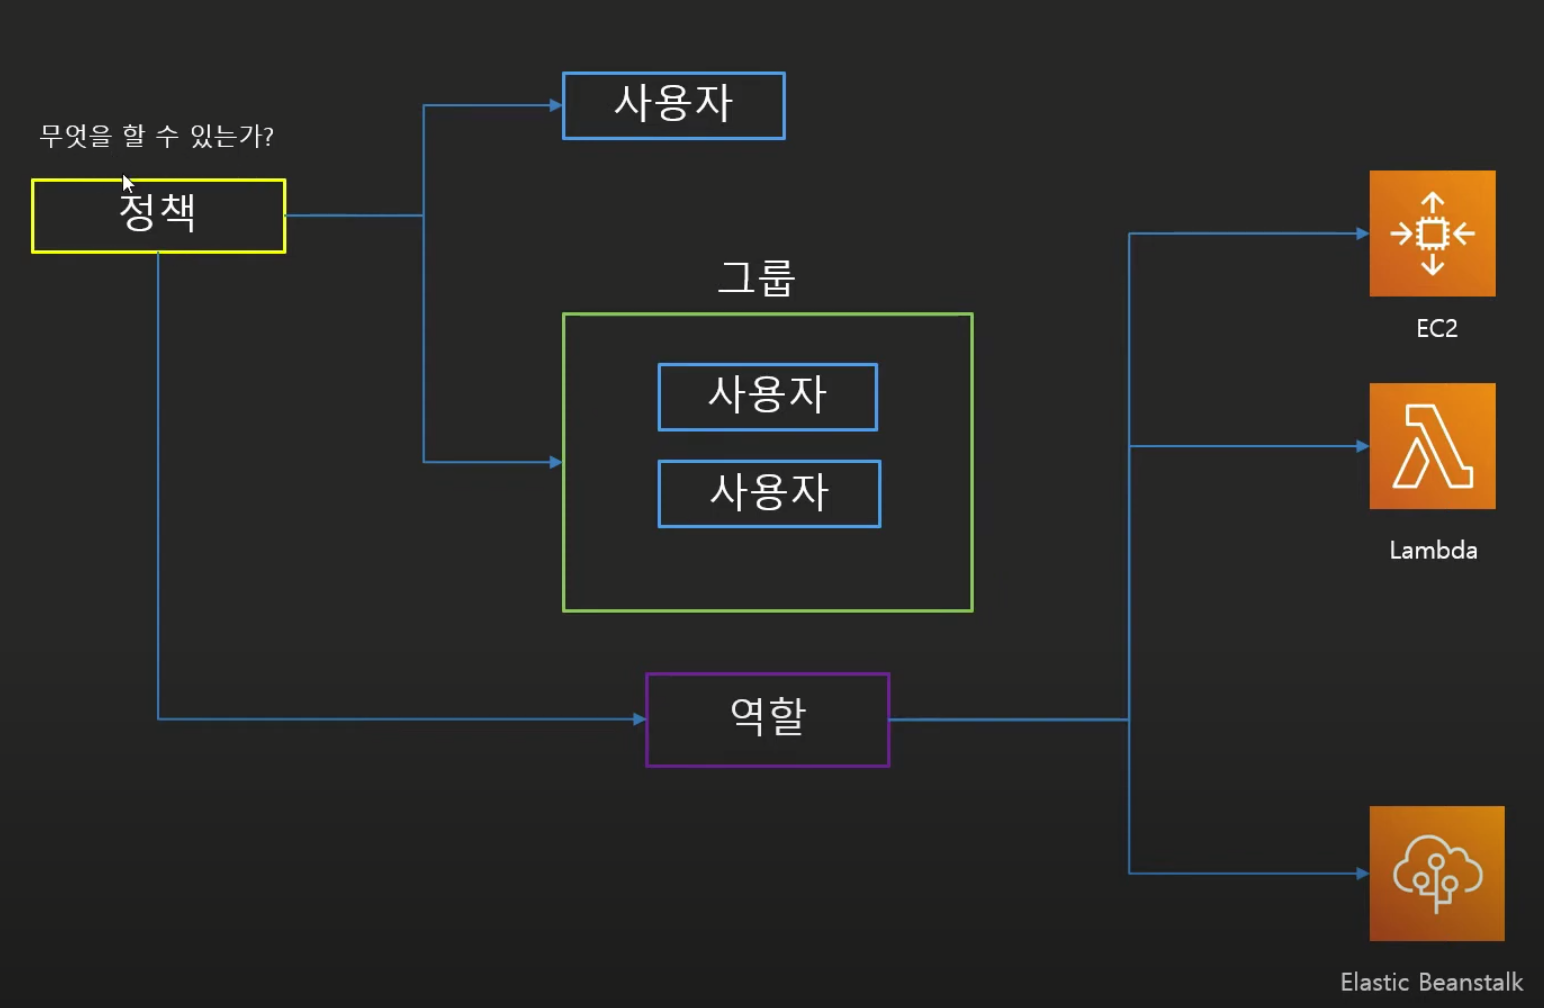 사용자
무엇을 할 수 있는가?
정책
그룹
사용자
사용자
역할
EC2
Lambda
Elastic Beanstalk